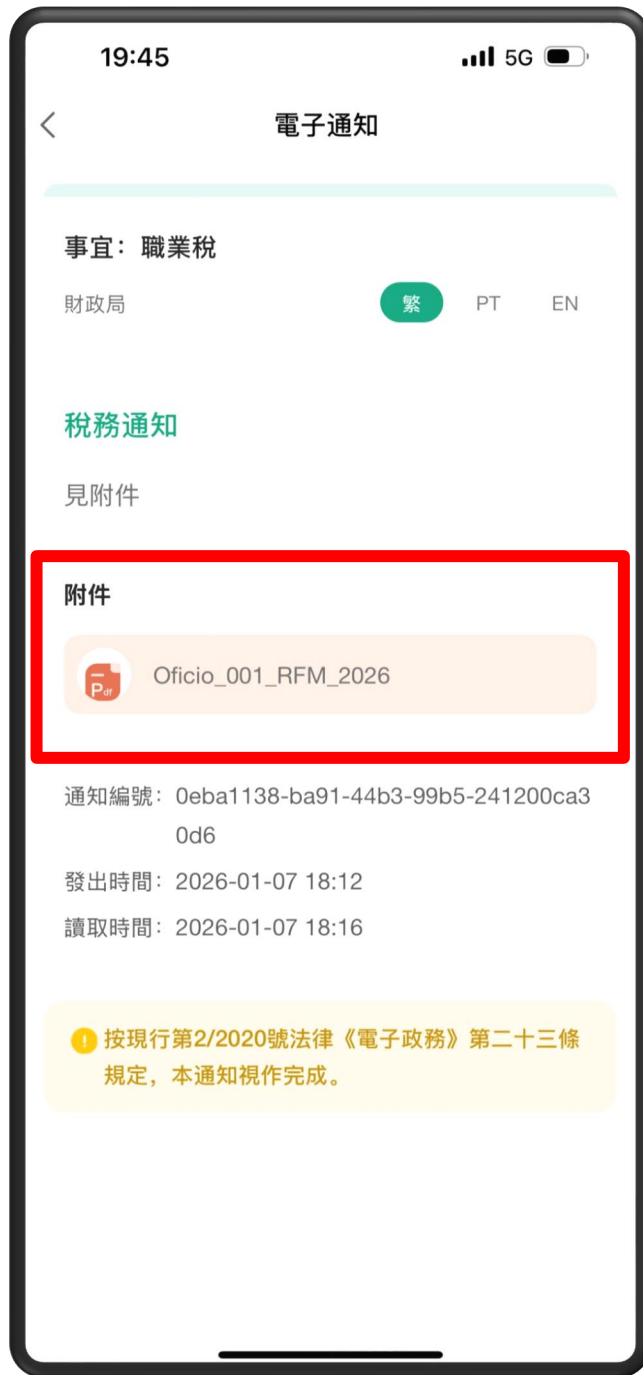 19:45
5G
電子通知
事宜：職業稅
財政局
繁
PT
EN
稅務通知
見附件
附件
Pdf
Oficio_001_RFM_2026
通知編號：0eba1138-ba91-44b3-99b5-241200ca3
0d6
發出時間：2026-01-07 18:12
讀取時間：2026-01-07 18:16
按現行第2/2020號法律《電子政務》第二十三條
規定，本通知視作完成。